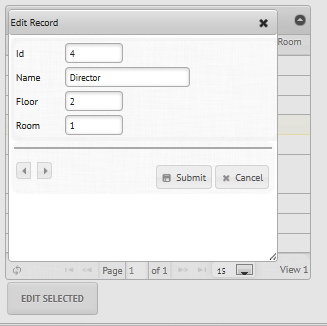 Edit Record
Room
Id 4
Name Director
Floor 2
Room 1
Submit Cancel
Page 1 of 1 15 View 1
EDIT SELECTED